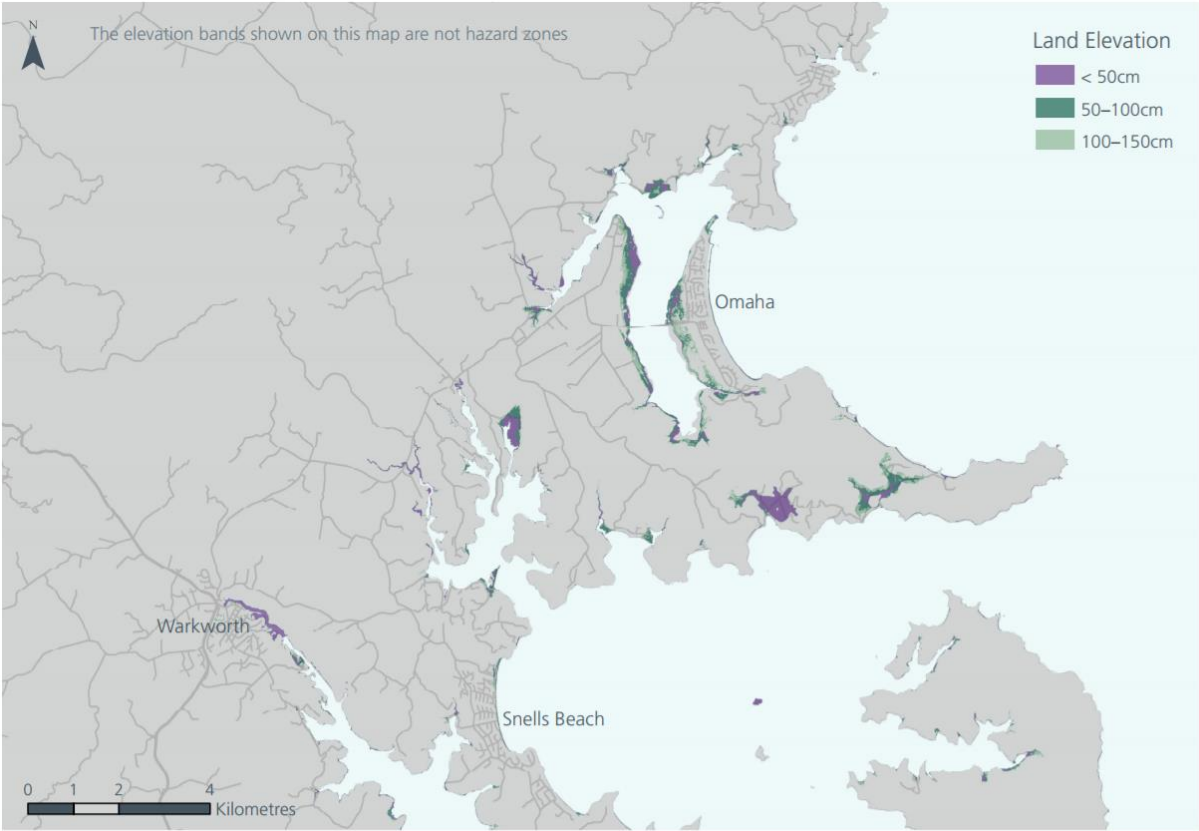 N
The elevation bands shown on this map are not hazard zones
Land Elevation
< 50cm
50–100cm
100–150cm
Omaha
Warkworth
Snells Beach
0 1 2 4
Kilometres